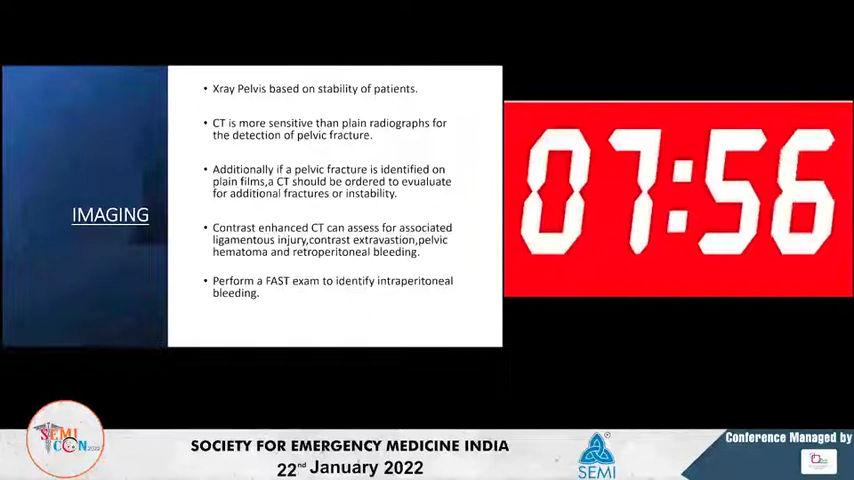 IMAGING
• Xray Pelvis based on stability of patients.
• CT is more sensitive than plain radiographs for
the detection of pelvic fracture.
• Additionally if a pelvic fracture is identified on
plain films,a CT should be ordered to evualuate
for additional fractures or instability.
• Contrast enhanced CT can assess for associated
ligamentous injury,contrast extravastion,pelvic
hematoma and retroperitoneal bleeding.
• Perform a FAST exam to identify intraperitoneal
bleeding.
07:56
SEMI
CON 2022
SOCIETY FOR EMERGENCY MEDICINE INDIA
22nd January 2022
SEMI
Conference Managed by